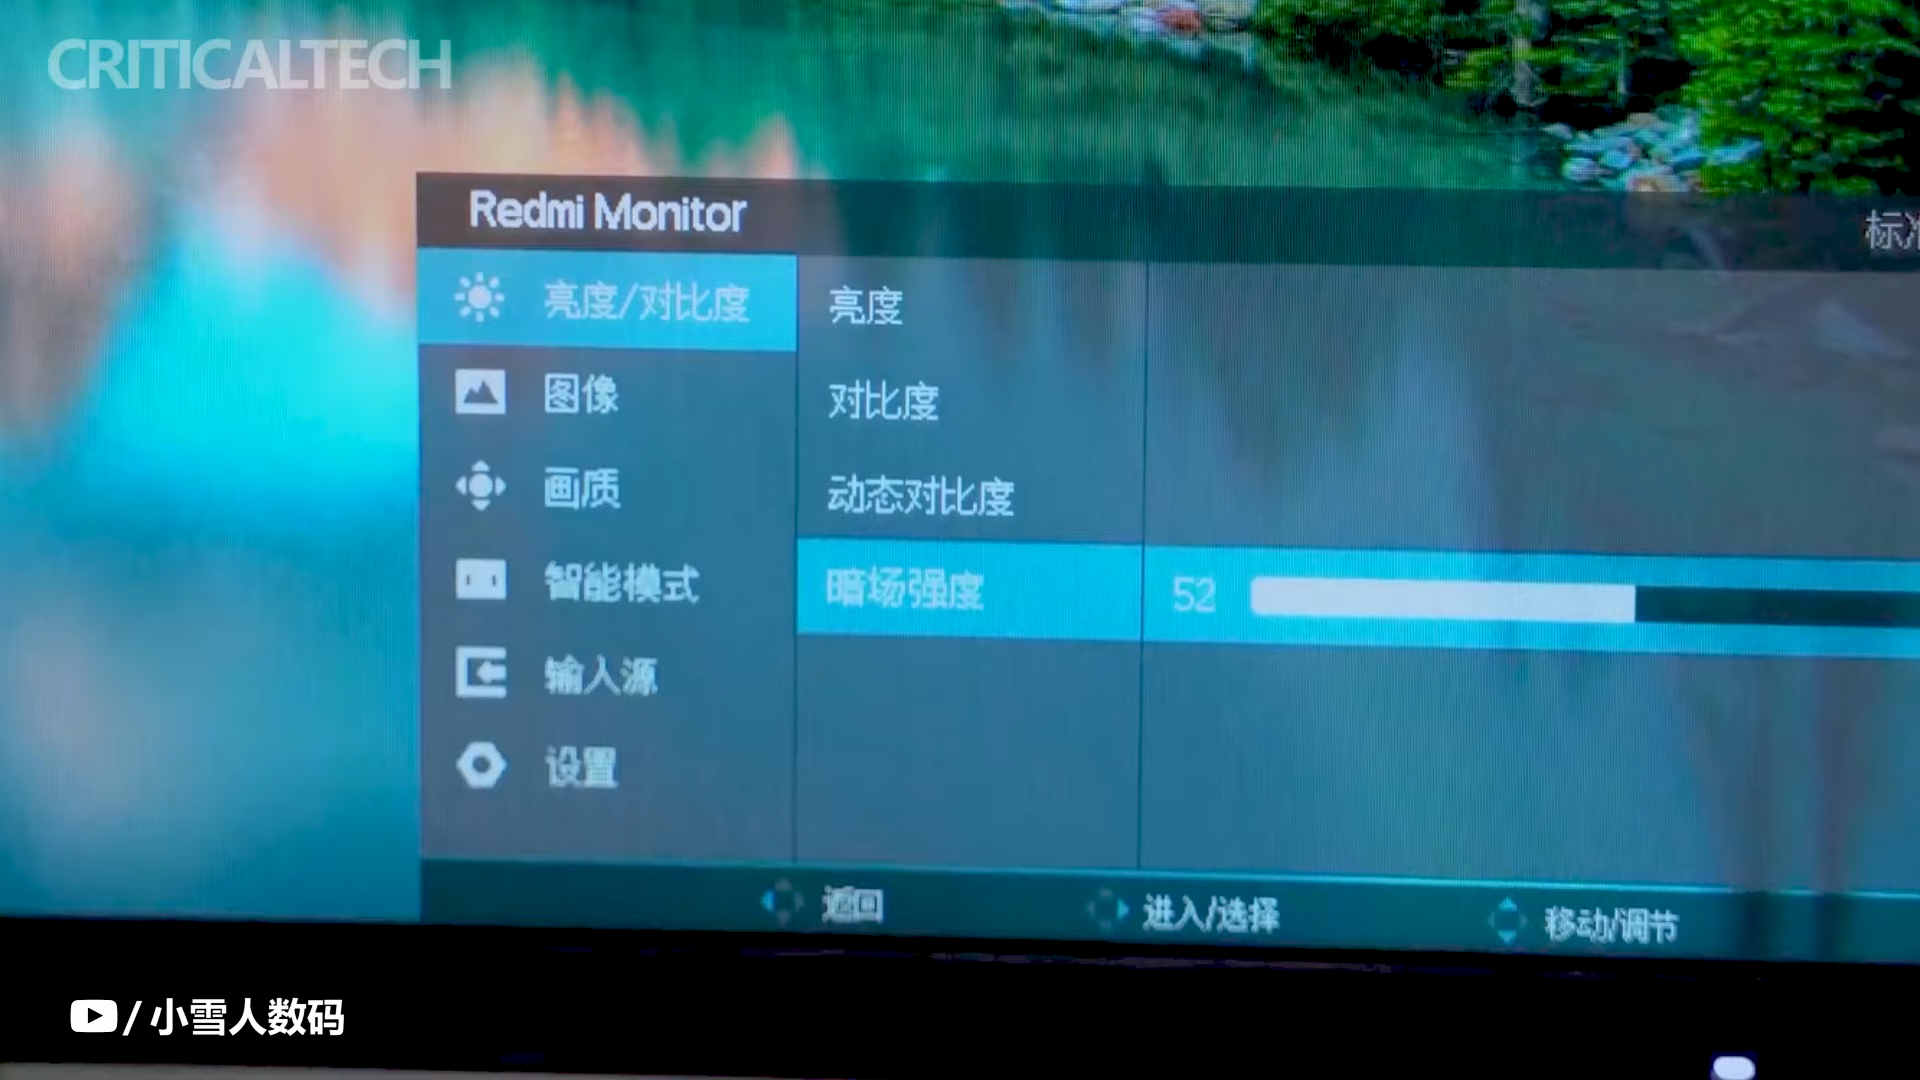 CRITICALTECH
Redmi Monitor
标准
亮度/对比度
图像
画质
智能模式
输入源
设置
亮度
对比度
动态对比度
暗场强度
52
返回
进入/选择
移动/调节
/小雪人数码